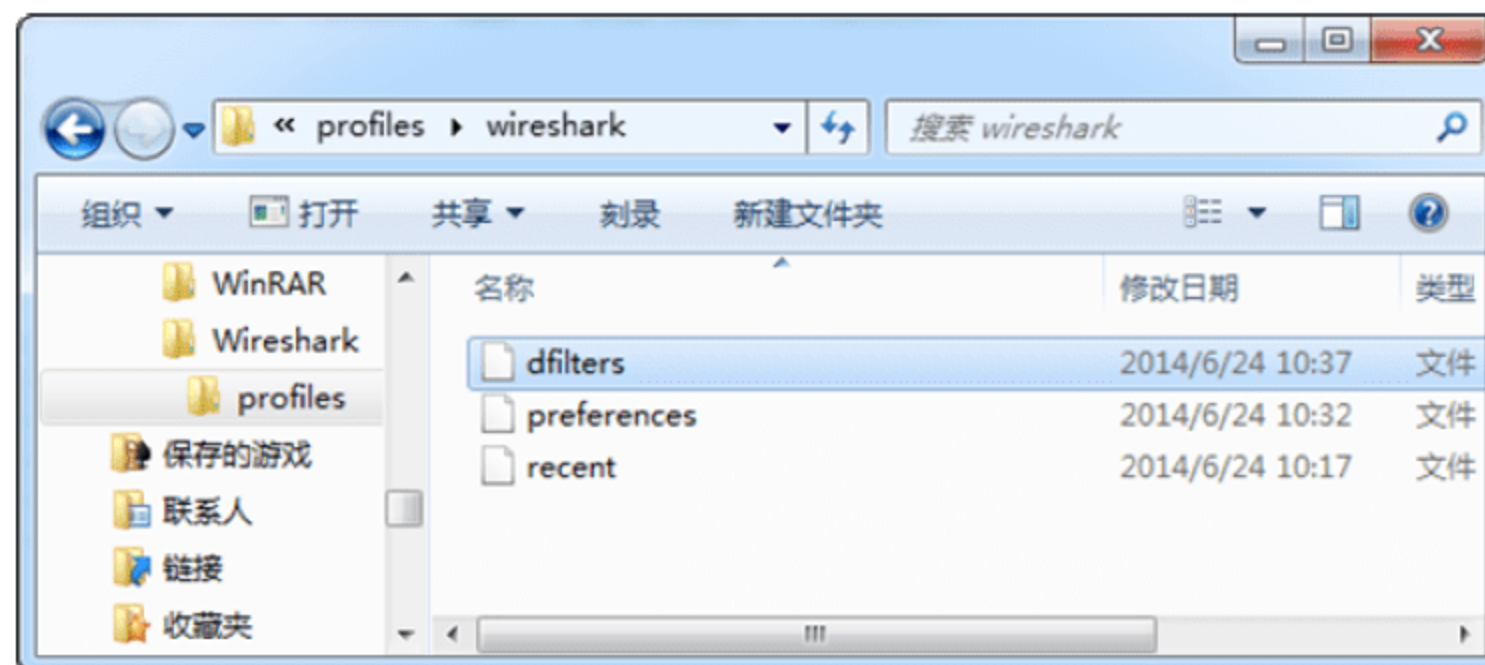 « profiles ▸ wireshark 搜索 wireshark
组织 打开 共享 刻录 新建文件夹
WinRAR
Wireshark
profiles
保存的游戏
联系人
链接
收藏夹
名称 修改日期 类型
dfilters 2014/6/24 10:37 文件
preferences 2014/6/24 10:32 文件
recent 2014/6/24 10:17 文件